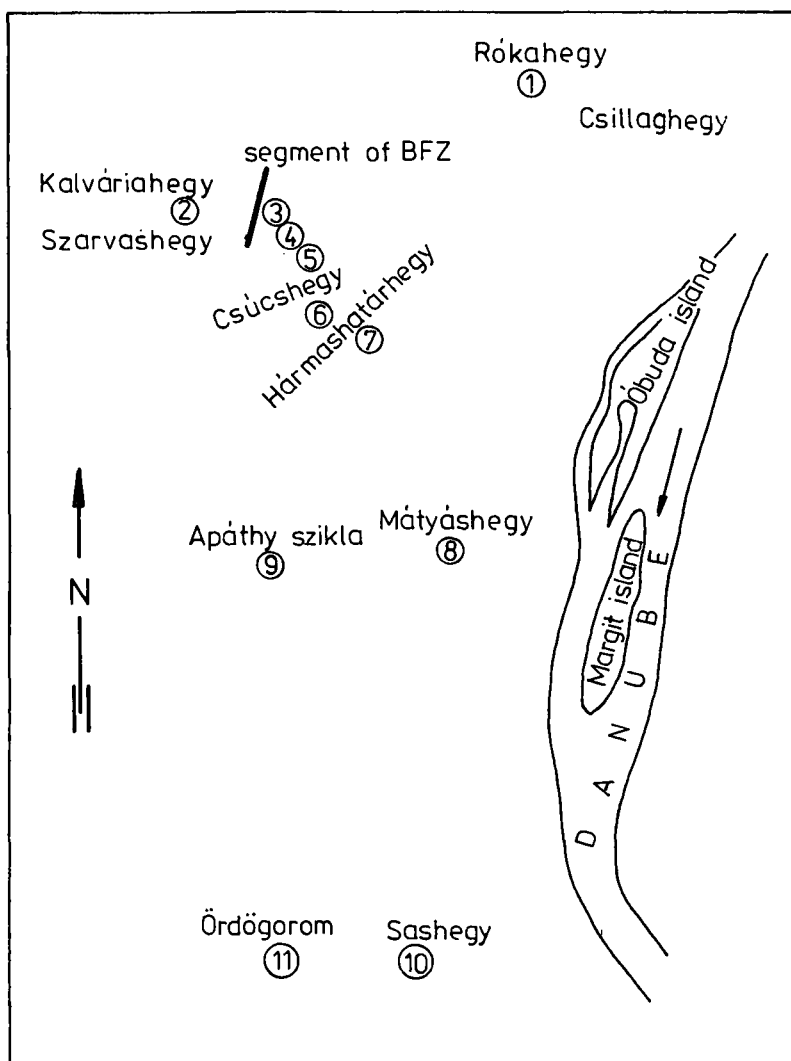 Rókahegy
1
Csillaghegy
segment of BFZ
Kalváriahegy
2
3
Szarvashegy
4
5
Csúcshegy
6
Hármashatárhegy
7
Óbuda island
Mátyáshegy
8
Apáthy szikla
9
N
Margit island
DANUBE
Ördögorom
11
Sashegy
10